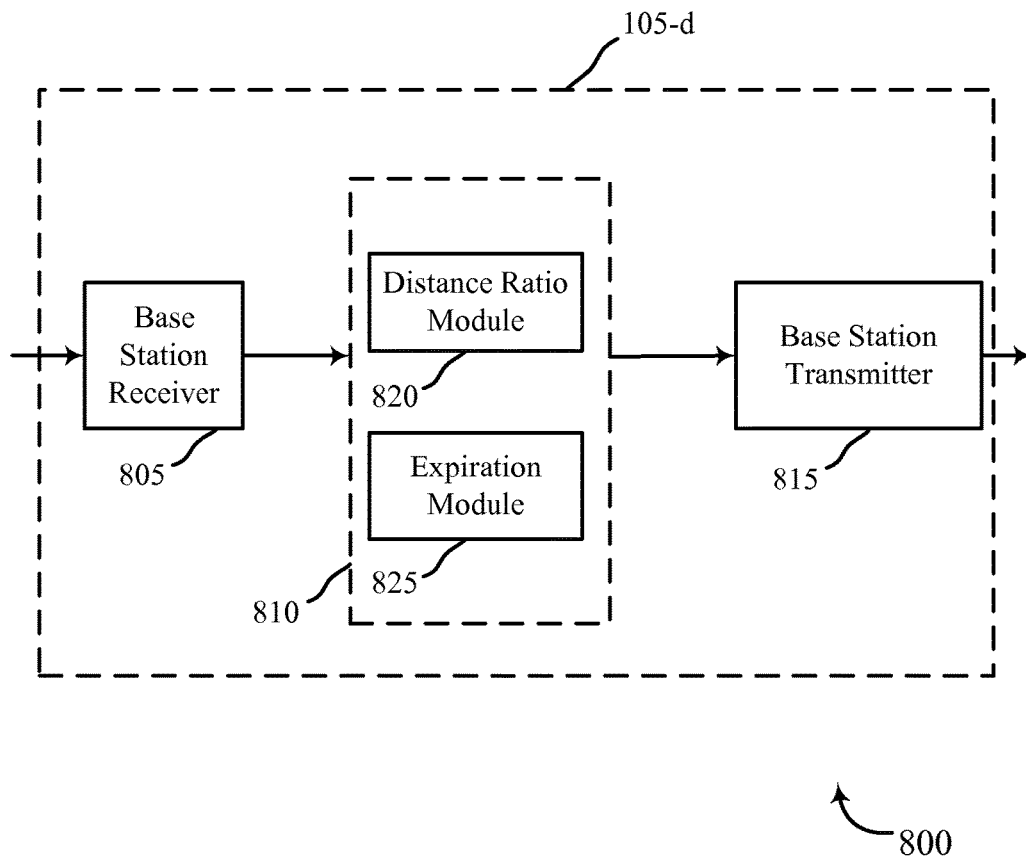 105-d
Base
Station
Receiver
805
Distance Ratio
Module
820
Expiration
Module
825
810
Base Station
Transmitter
815
800